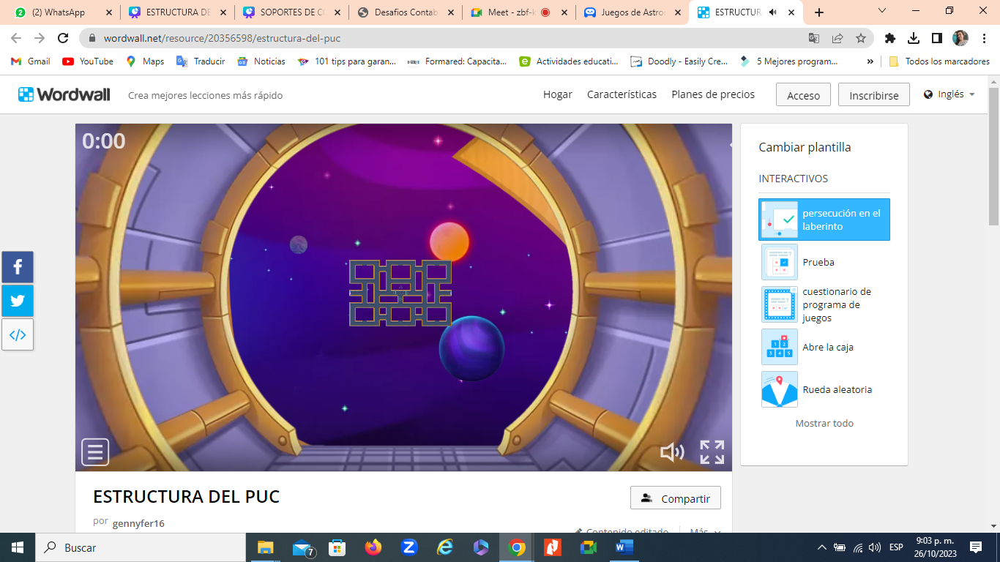 2
(2) WhatsApp
ESTRUCTURA DE
SOPORTES DE C
Desafíos Contab
Meet - zbf-k
Juegos de Astro
ESTRUCTUR
wordwall.net/resource/20356598/estructura-del-puc
Gmail
YouTube
Maps
Traducir
Noticias
101 tips para garan...
Formared: Capacita...
Actividades educati...
Doodly - Easily Cre...
5 Mejores program...
»
Todos los marcadores
Wordwall
Crea mejores lecciones más rápido
Hogar
Características
Planes de precios
Acceso
Inscribirse
Inglés
0:00
Cambiar plantilla
INTERACTIVOS
persecución en el
laberinto
Prueba
cuestionario de
programa de
juegos
Abre la caja
Rueda aleatoria
Mostrar todo
ESTRUCTURA DEL PUC
Compartir
por gennyfer16
Contenido editado
Más
Buscar
7
ESP
9:03 p. m.
26/10/2023